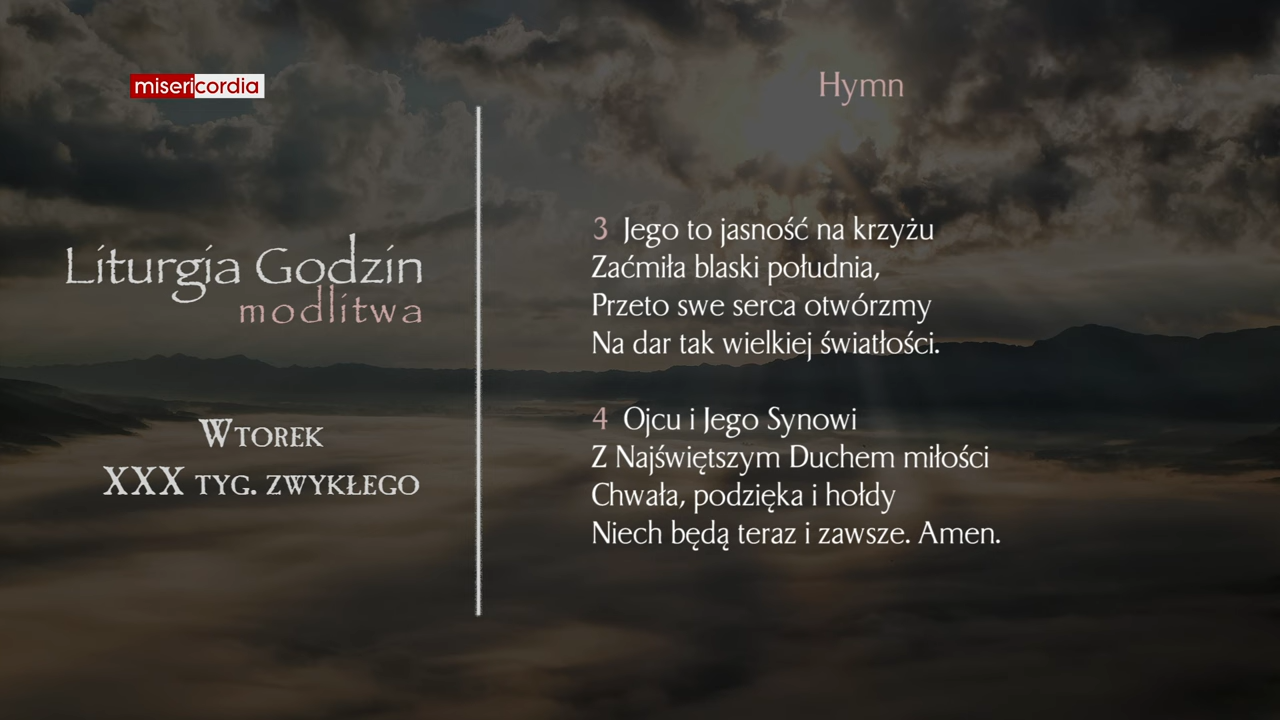 misericordia
Liturgia Godzin
modlitwa
Wtorek
XXX tyg. zwykłego
Hymn
3 Jego to jasność na krzyżu
Zaćmiła blaski południa,
Przeto swe serca otwórzmy
Na dar tak wielkiej światłości.
4 Ojcu i Jego Synowi
Z Najświętszym Duchem miłości
Chwała, podzięka i hołdy
Niech będą teraz i zawsze. Amen.